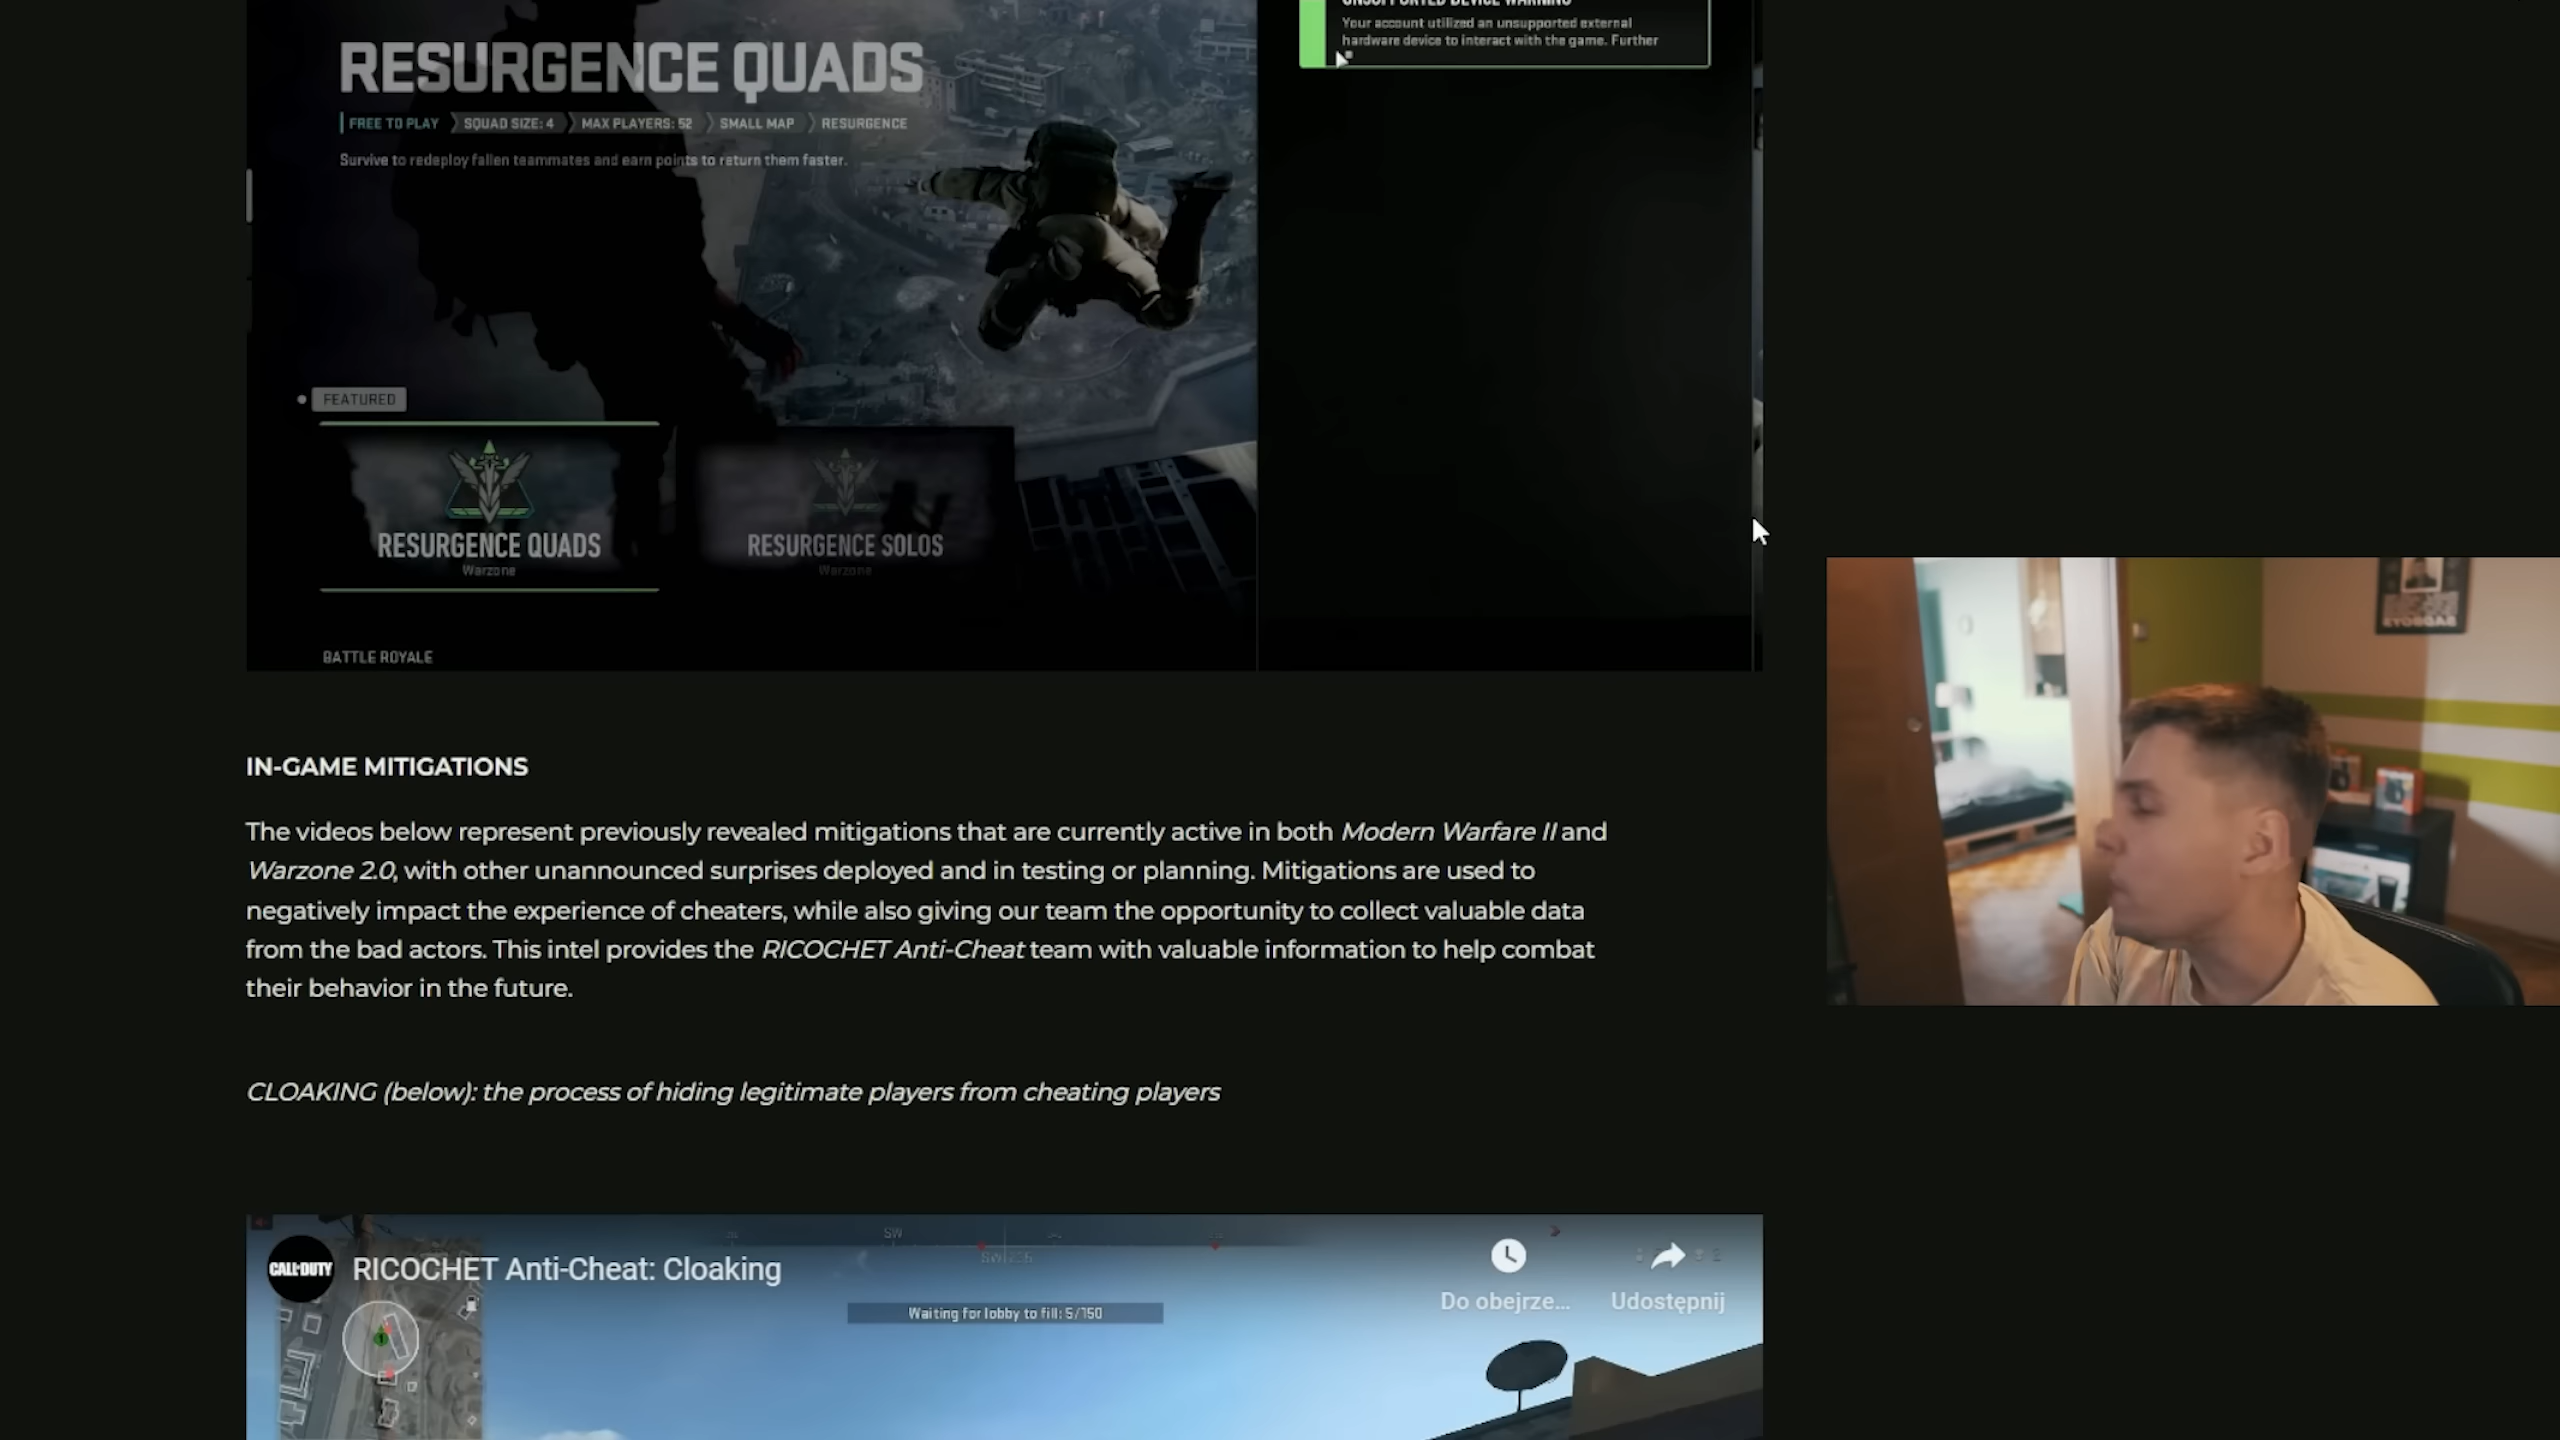 UNSUPPORTED DEVICE WARNING
Your account utilized an unsupported external
hardware device to interact with the game. Further
RESURGENCE QUADS
FREE TO PLAY
SQUAD SIZE: 4
MAX PLAYERS: 52
SMALL MAP
RESURGENCE
Survive to redeploy fallen teammates and earn points to return them faster.
FEATURED
RESURGENCE QUADS
Warzone
RESURGENCE SOLOS
Warzone
BATTLE ROYALE
IN-GAME MITIGATIONS
The videos below represent previously revealed mitigations that are currently active in both Modern Warfare II and
Warzone 2.0, with other unannounced surprises deployed and in testing or planning. Mitigations are used to
negatively impact the experience of cheaters, while also giving our team the opportunity to collect valuable data
from the bad actors. This intel provides the RICOCHET Anti-Cheat team with valuable information to help combat
their behavior in the future.
CLOAKING (below): the process of hiding legitimate players from cheating players
CALL OF DUTY
RICOCHET Anti-Cheat: Cloaking
SW
Waiting for lobby to fill: 5/150
Do obejrze...
Udostępnij